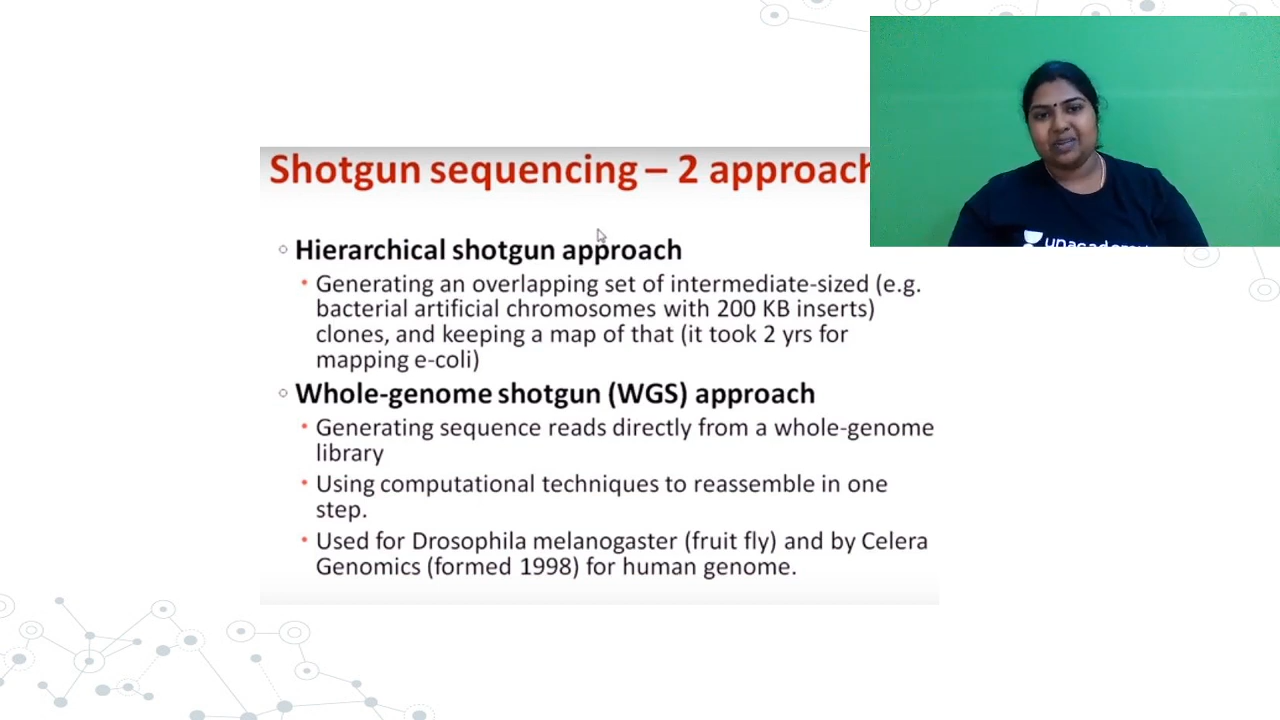 Shotgun sequencing – 2 approach
Hierarchical shotgun approach
Generating an overlapping set of intermediate-sized (e.g.
bacterial artificial chromosomes with 200 KB inserts)
clones, and keeping a map of that (it took 2 yrs for
mapping e-coli)
Whole-genome shotgun (WGS) approach
Generating sequence reads directly from a whole-genome
library
Using computational techniques to reassemble in one
step.
Used for Drosophila melanogaster (fruit fly) and by Celera
Genomics (formed 1998) for human genome.